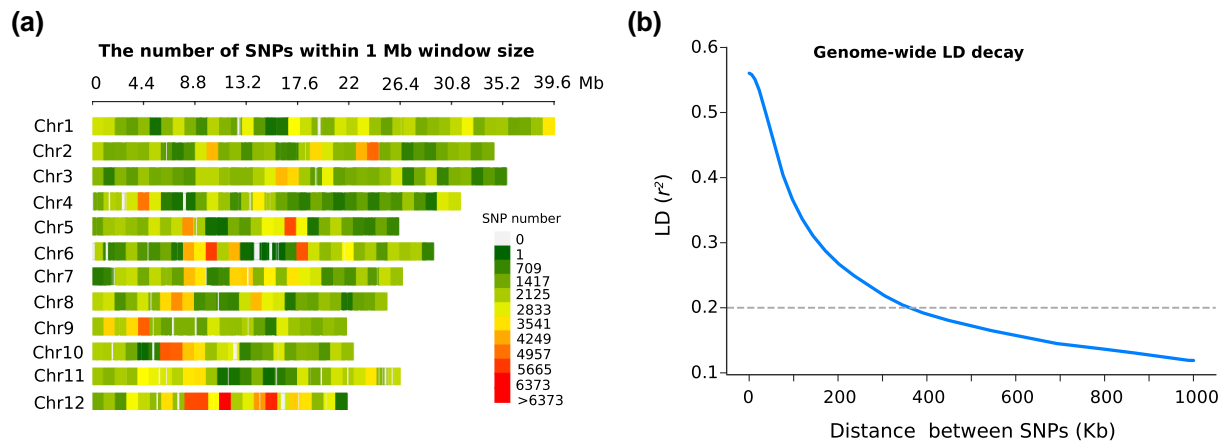 (a)
The number of SNPs within 1 Mb window size
0 4.4 8.8 13.2 17.6 22 26.4 30.8 35.2 39.6 Mb
Chr1
Chr2
Chr3
Chr4
Chr5
Chr6
Chr7
Chr8
Chr9
Chr10
Chr11
Chr12
SNP number
0
1
709
1417
2125
2833
3541
4249
4957
5665
6373
>6373
(b)
Genome-wide LD decay
LD (r²)
0.6
0.5
0.4
0.3
0.2
0.1
0 200 400 600 800 1000
Distance between SNPs (Kb)